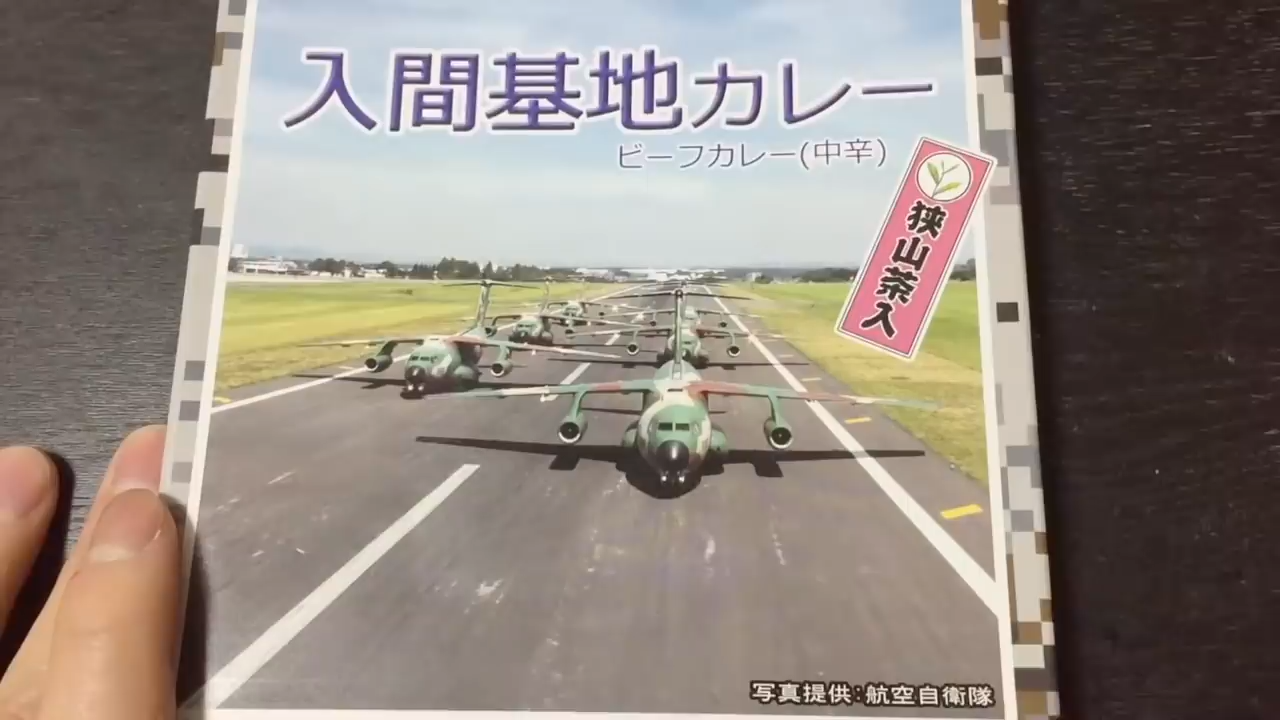 入間基地カレー
ビーフカレー(中辛)
狭山茶入
写真提供:航空自衛隊